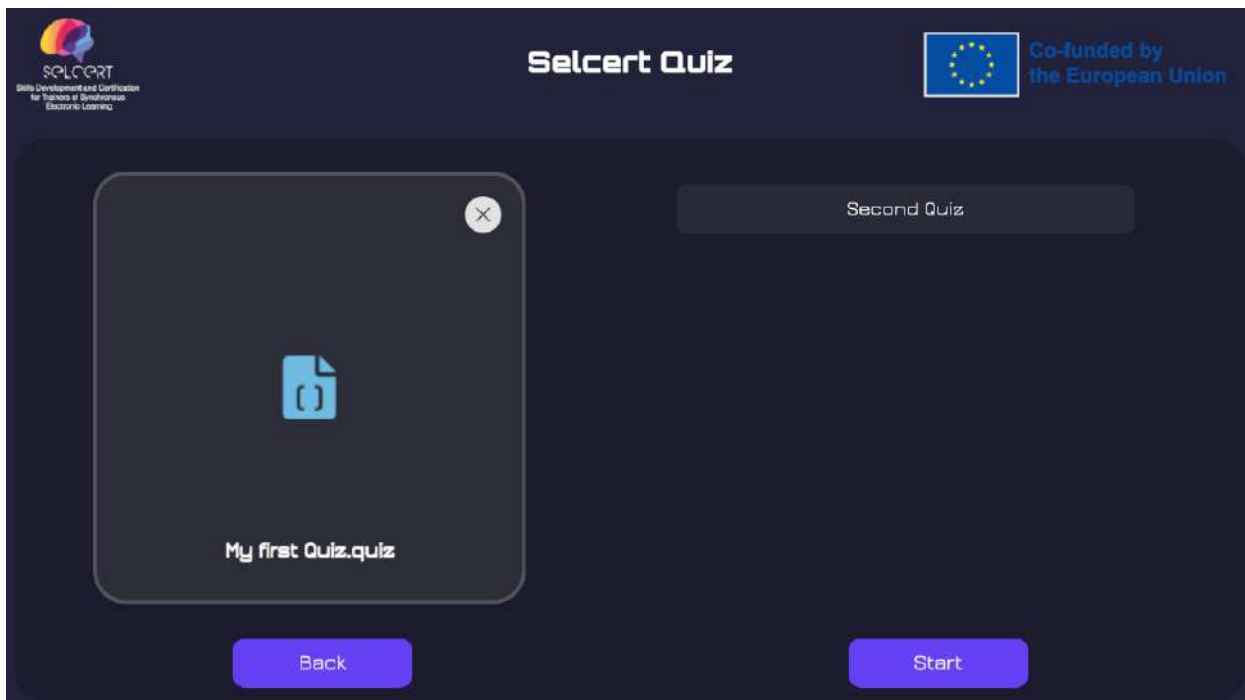 SELCERT
Skills Development and Certification
for Trainers of Synchronous
Electronic Learning
Selcert Quiz
Co-funded by
the European Union
Second Quiz
My first Quiz.quiz
Back
Start